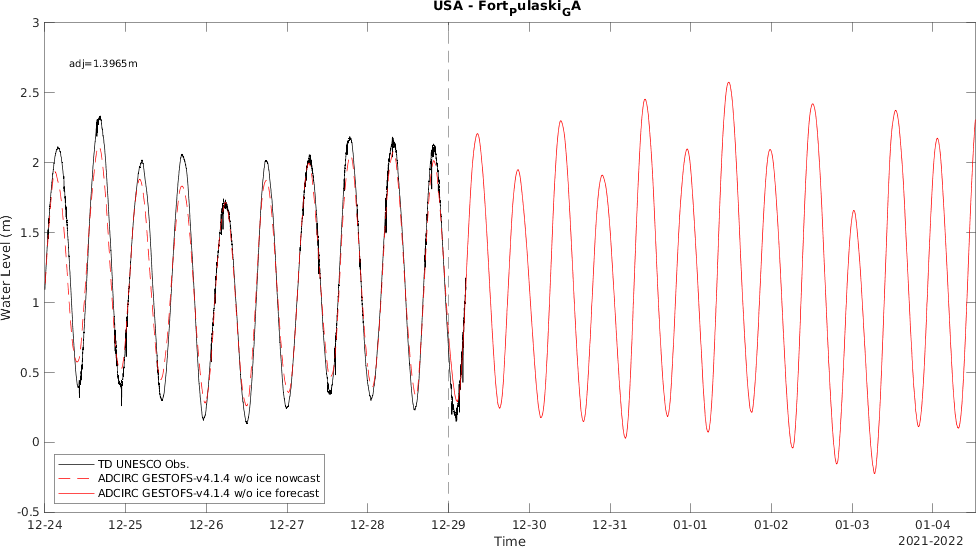 USA - FortPulaskiGA
adj=1.3965m
3
2.5
2
1.5
1
0.5
0
-0.5
Water Level (m)
TD UNESCO Obs.
ADCIRC GESTOFS-v4.1.4 w/o ice nowcast
ADCIRC GESTOFS-v4.1.4 w/o ice forecast
12-24 12-25 12-26 12-27 12-28 12-29 12-30 12-31 01-01 01-02 01-03 01-04
Time
2021-2022